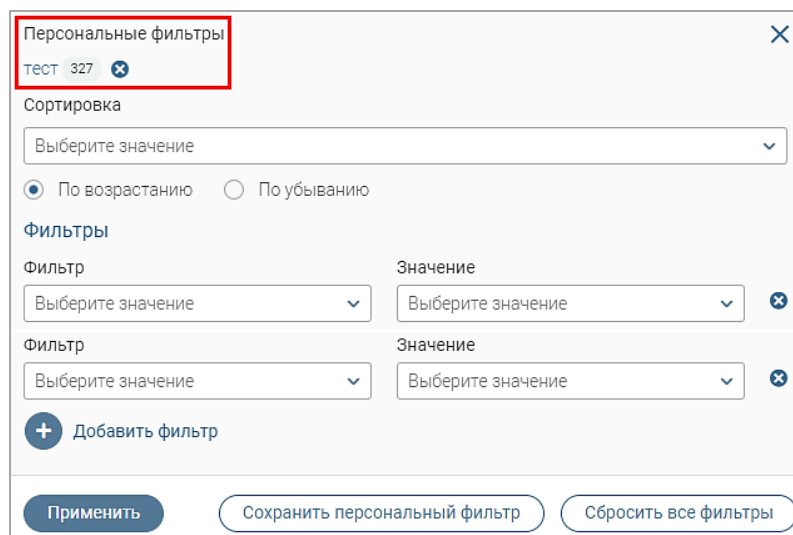 Персональные фильтры
тест 327
Сортировка
Выберите значение
По возрастанию По убыванию
Фильтры
Фильтр Значение
Выберите значение Выберите значение
Фильтр Значение
Выберите значение Выберите значение
Добавить фильтр
Применить Сохранить персональный фильтр Сбросить все фильтры